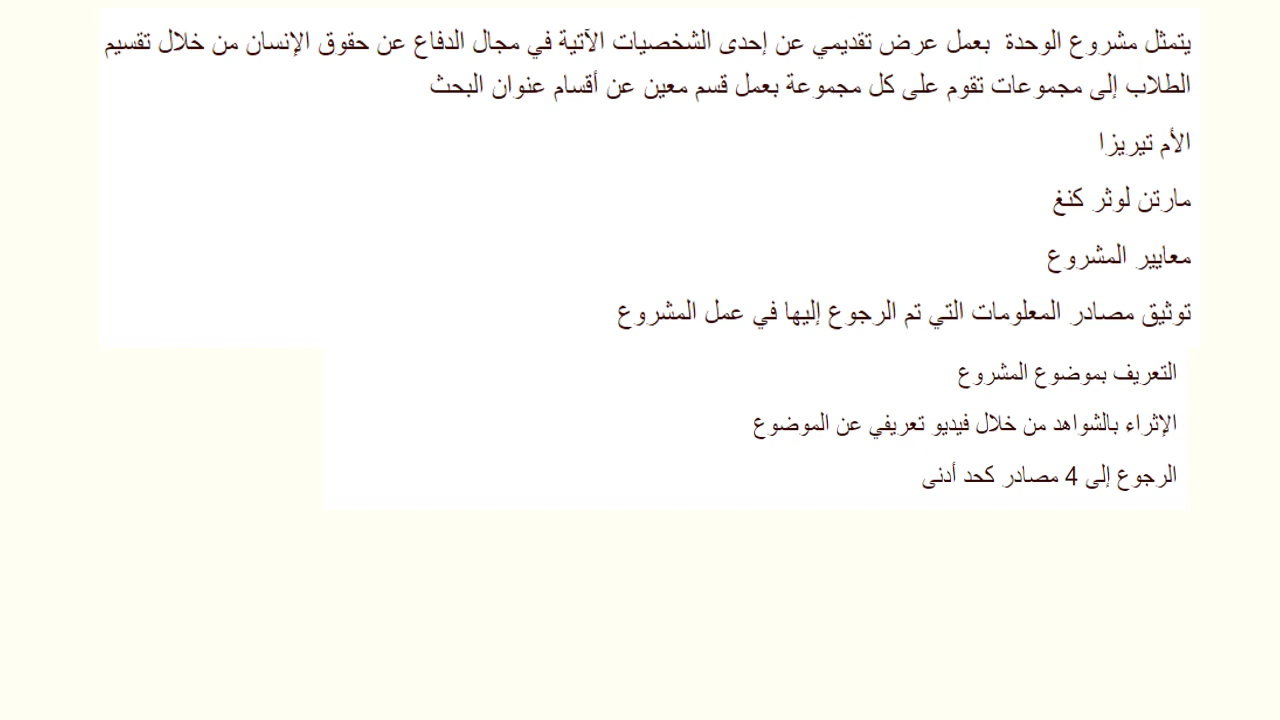 يتمثل مشروع الوحدة بعمل عرض تقديمي عن إحدى الشخصيات الآتية في مجال الدفاع عن حقوق الإنسان من خلال تقسيم
الطلاب إلى مجموعات تقوم على كل مجموعة بعمل قسم معين عن أقسام عنوان البحث
الأم تيريزا
مارتن لوثر كنغ
معايير المشروع
توثيق مصادر المعلومات التي تم الرجوع إليها في عمل المشروع
التعريف بموضوع المشروع
الإثراء بالشواهد من خلال فيديو تعريفي عن الموضوع
الرجوع إلى 4 مصادر كحد أدنى